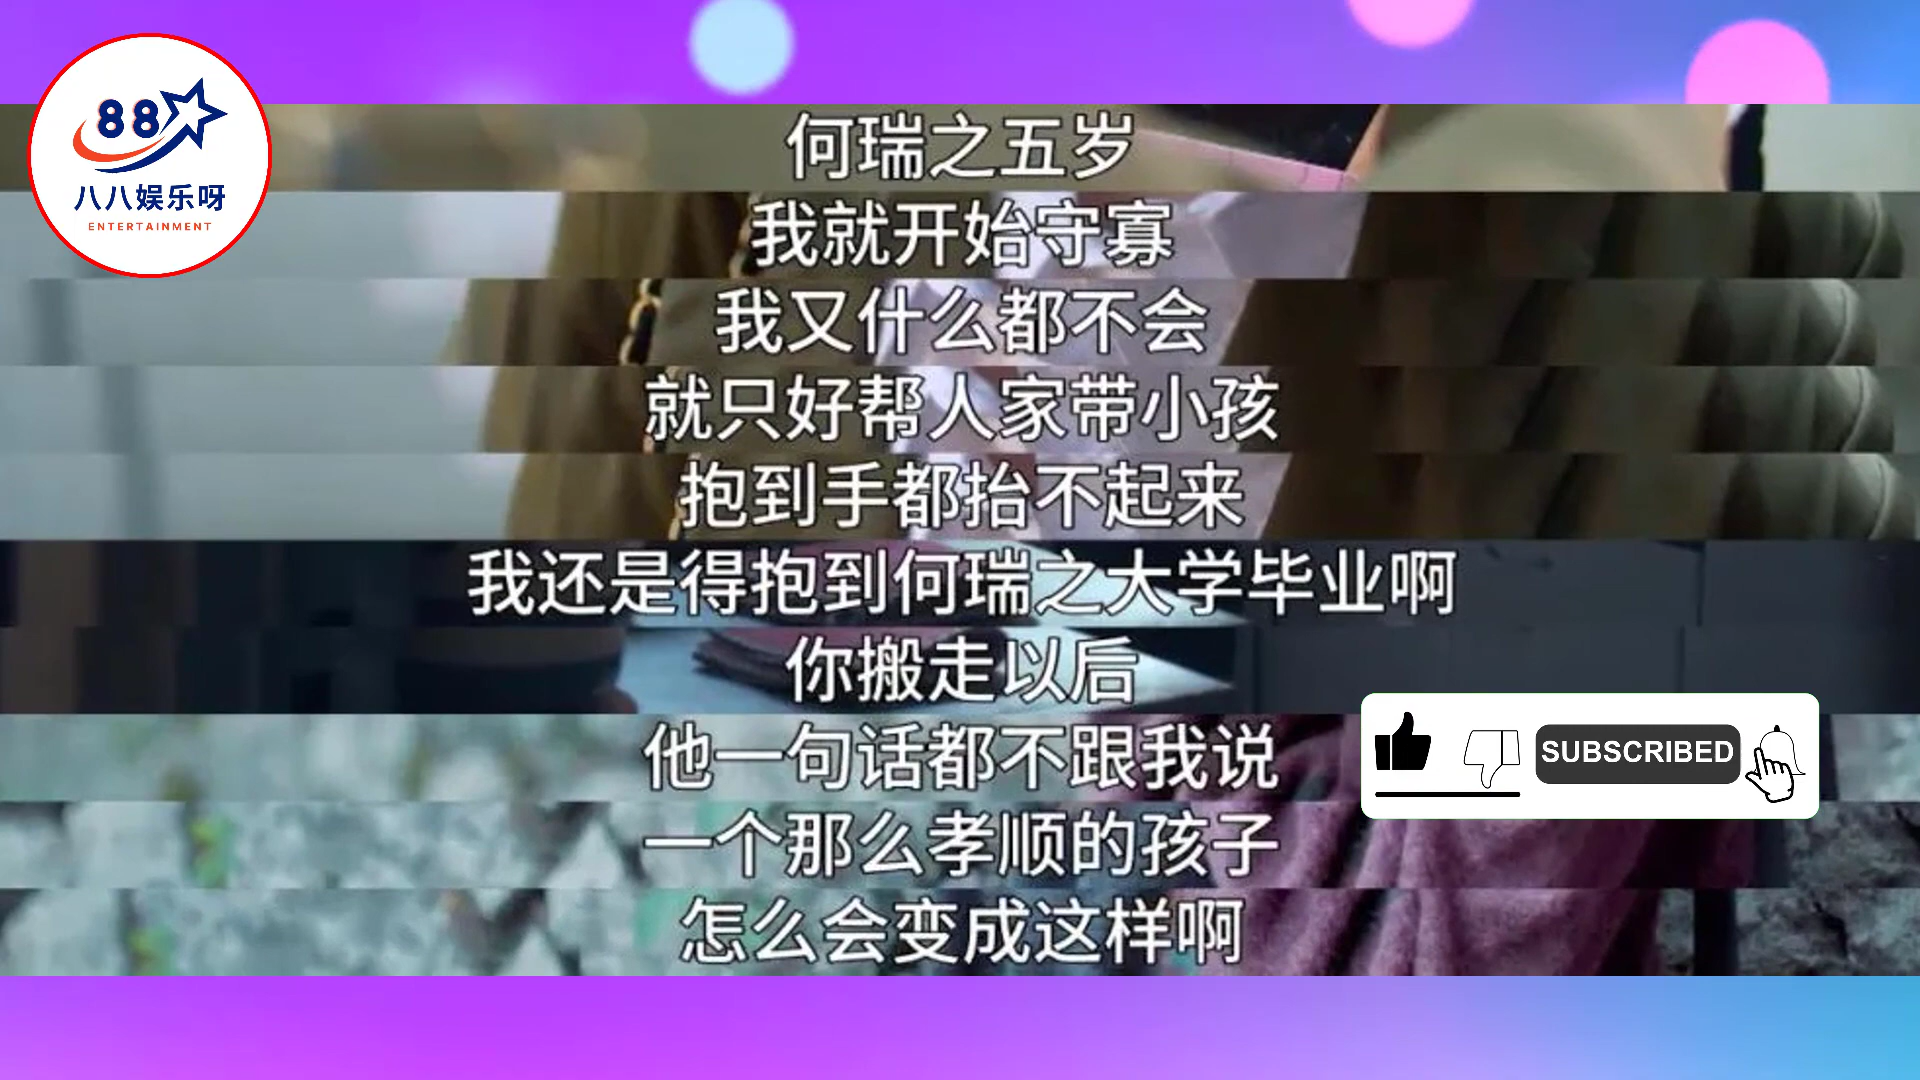 88
八八娱乐呀
ENTERTAINMENT
何瑞之五岁
我就开始守寡
我又什么都不会
就只好帮人家带小孩
抱到手都抬不起来
我还是得抱到何瑞之大学毕业啊
你搬走以后
他一句话都不跟我说
一个那么孝顺的孩子
怎么会变成这样啊
SUBSCRIBED